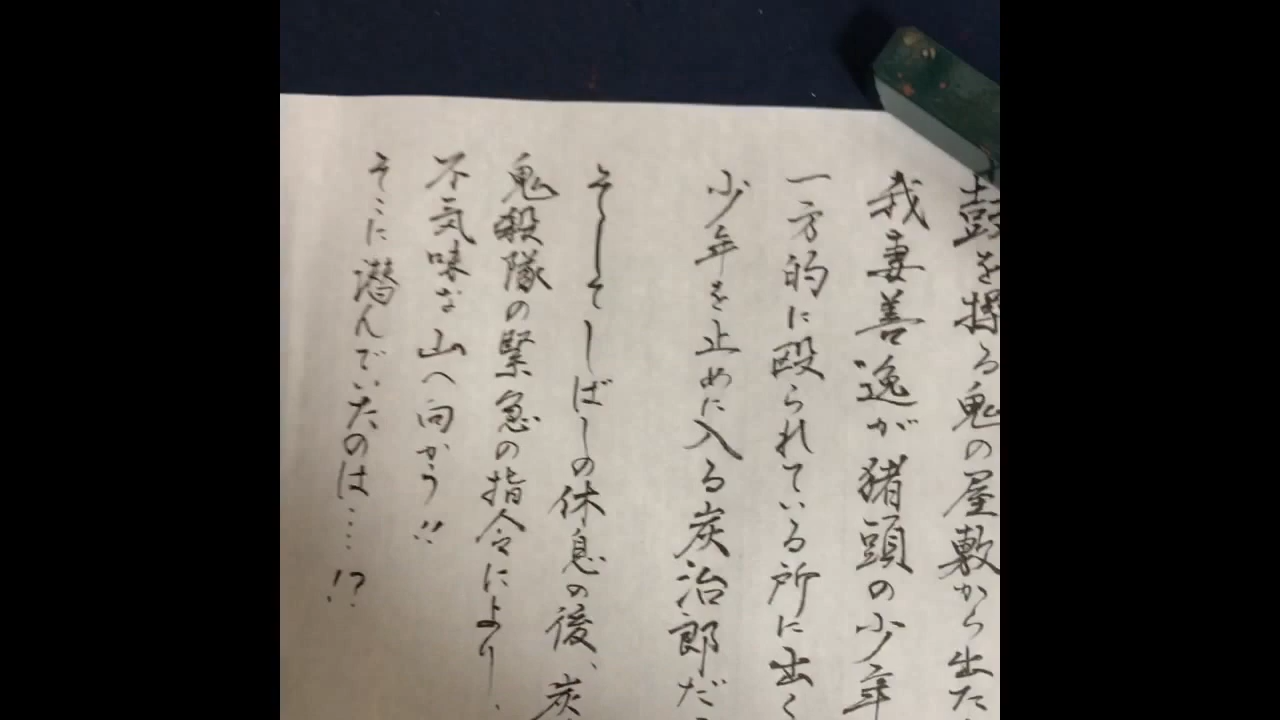 鼓を操る鬼の屋敷から出た
我妻善逸が猪頭の少年
一方的に殴られている所に出く
少年を止めに入る炭治郎だ
そしてしばしの休息の後、炭
鬼殺隊の緊急の指令により、
不気味な山へ向かう!!
そこに潜んでいたのは…!?